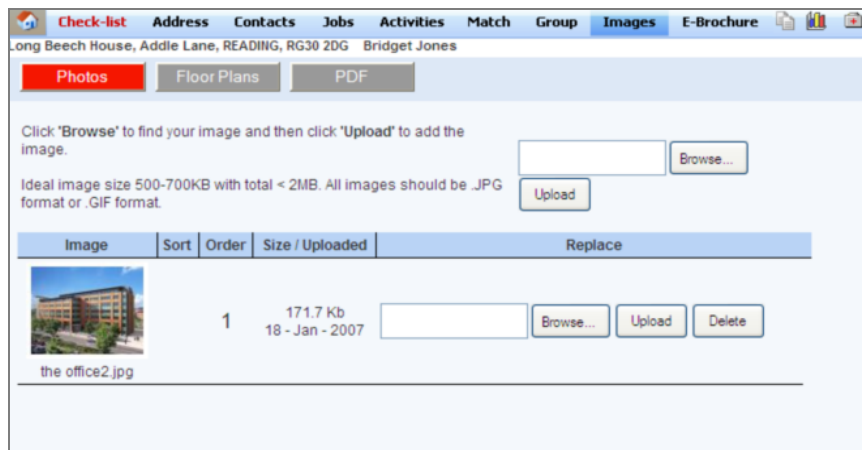 Check-list Address Contacts Jobs Activities Match Group Images E-Brochure
Long Beech House, Addle Lane, READING, RG30 2DG Bridget Jones
Photos Floor Plans PDF
Click 'Browse' to find your image and then click 'Upload' to add the
image.
Browse...
Ideal image size 500-700KB with total < 2MB. All images should be .JPG
format or .GIF format.
Upload
Image Sort Order Size / Uploaded Replace
1 171.7 Kb
18 - Jan - 2007
Browse... Upload Delete
the office2.jpg